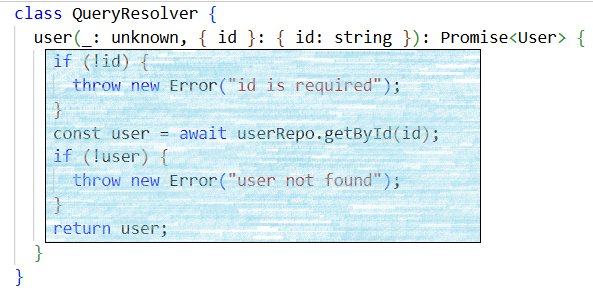 class QueryResolver {
user(_: unknown, { id }: { id: string }): Promise<User> {
if (!id) {
throw new Error("id is required");
}
const user = await userRepo.getById(id);
if (!user) {
throw new Error("user not found");
}
return user;
}
}